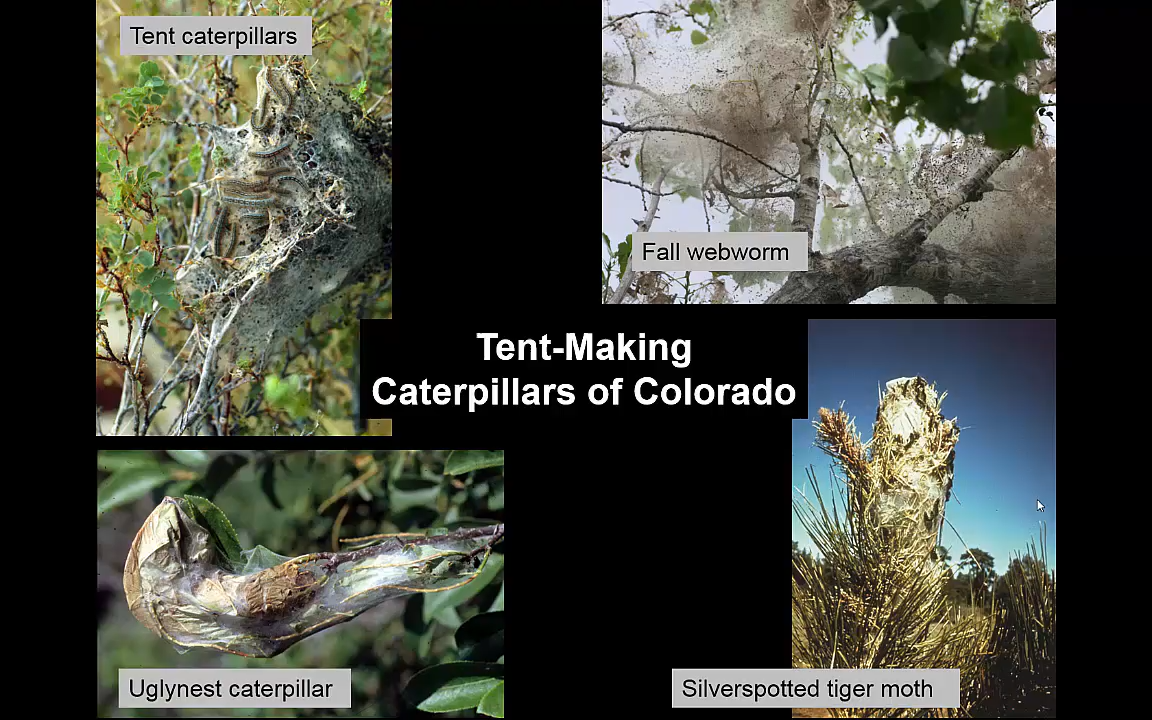 Tent caterpillars
Fall webworm
Tent-Making
Caterpillars of Colorado
Uglynest caterpillar
Silverspotted tiger moth